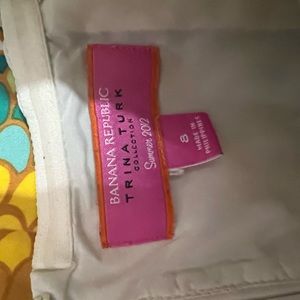 BANANA REPUBLIC
TRINA TURK
COLLECTION
Summer 2012
8
MADE IN
PHILIPPINES